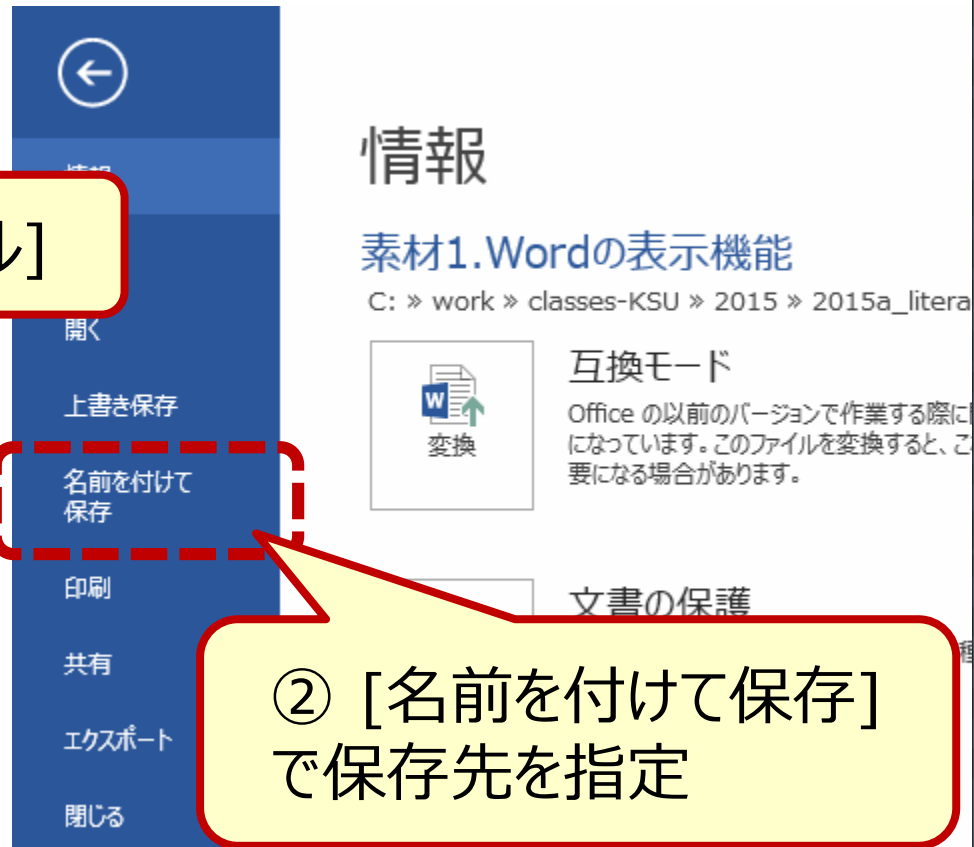 情報
ル]
開く
上書き保存
名前を付けて
保存
印刷
共有
エクスポート
閉じる
情報
素材1.Wordの表示機能
C: » work » classes-KSU » 2015 » 2015a_litera
変換
互換モード
Office の以前のバージョンで作業する際に
になっています。このファイルを変換すると、こ
要になる場合があります。
文書の保護
② [名前を付けて保存]
で保存先を指定